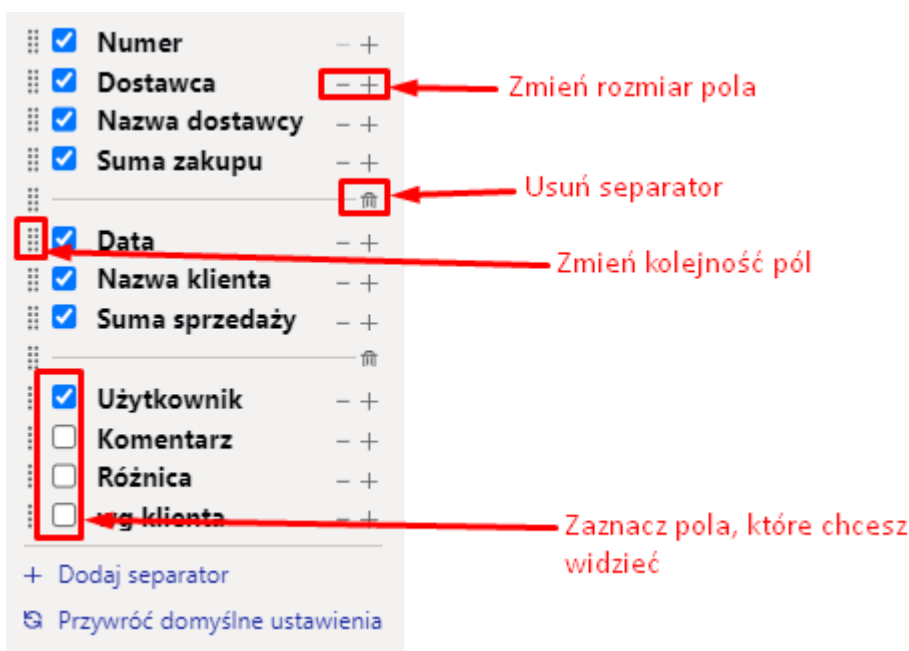 Numer
Dostawca
Zmień rozmiar pola
Nazwa dostawcy
Suma zakupu
Usuń separator
Data
Zmień kolejność pól
Nazwa klienta
Suma sprzedaży
Użytkownik
Komentarz
Różnica
wg klienta
Zaznacz pola, które chcesz
widzieć
+ Dodaj separator
Przywróć domyślne ustawienia